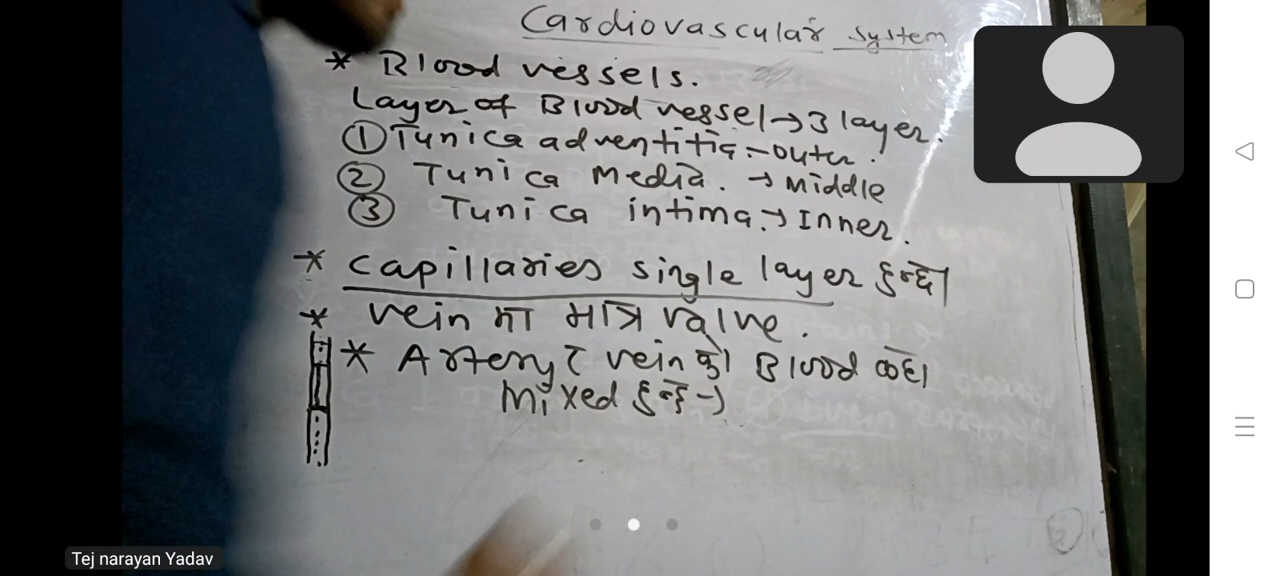 Cardiovascular system
* Blood vessels.
Layer of Blood vessel → 3 layer.
① Tunica adventitia :- outer.
② Tunica Media. → Middle
③ Tunica intima. → Inner.
* capillaries single layer हुन्छ।
* vein मा मात्र valve.
* Artery र vein को Blood कहाँ
Mixed हुन्छ →
Tej narayan Yadav